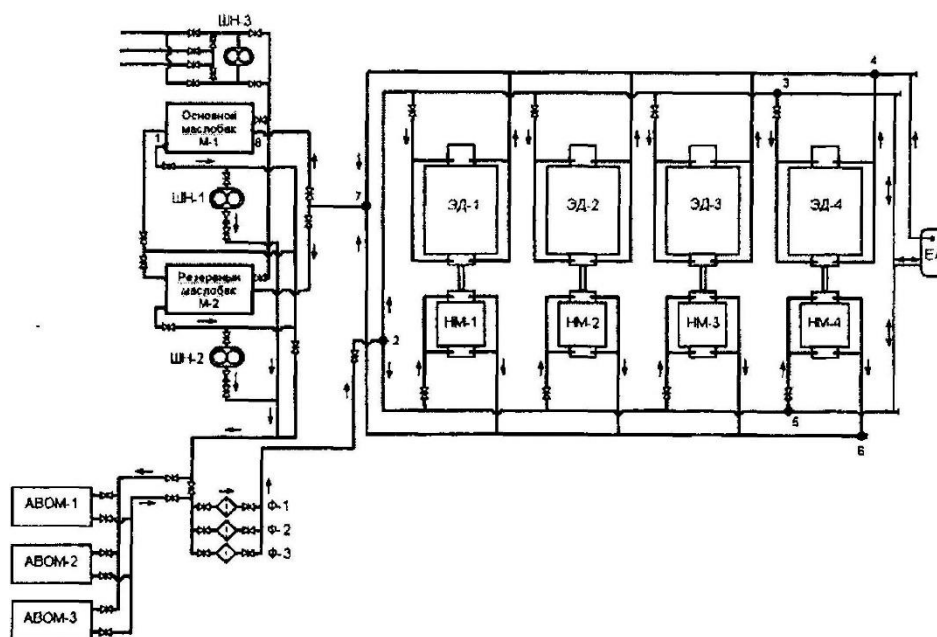 ШН-3
4
3
Основной
маслобак
М-1
1
8
ШН-1
7
ЭД-1
ЭД-2
ЭД-3
ЭД-4
Резервный
маслобак
М-2
НМ-1
НМ-2
НМ-3
НМ-4
2
ШН-2
5
6
АВОМ-1
Ф-1
Ф-2
АВОМ-2
Ф-3
АВОМ-3